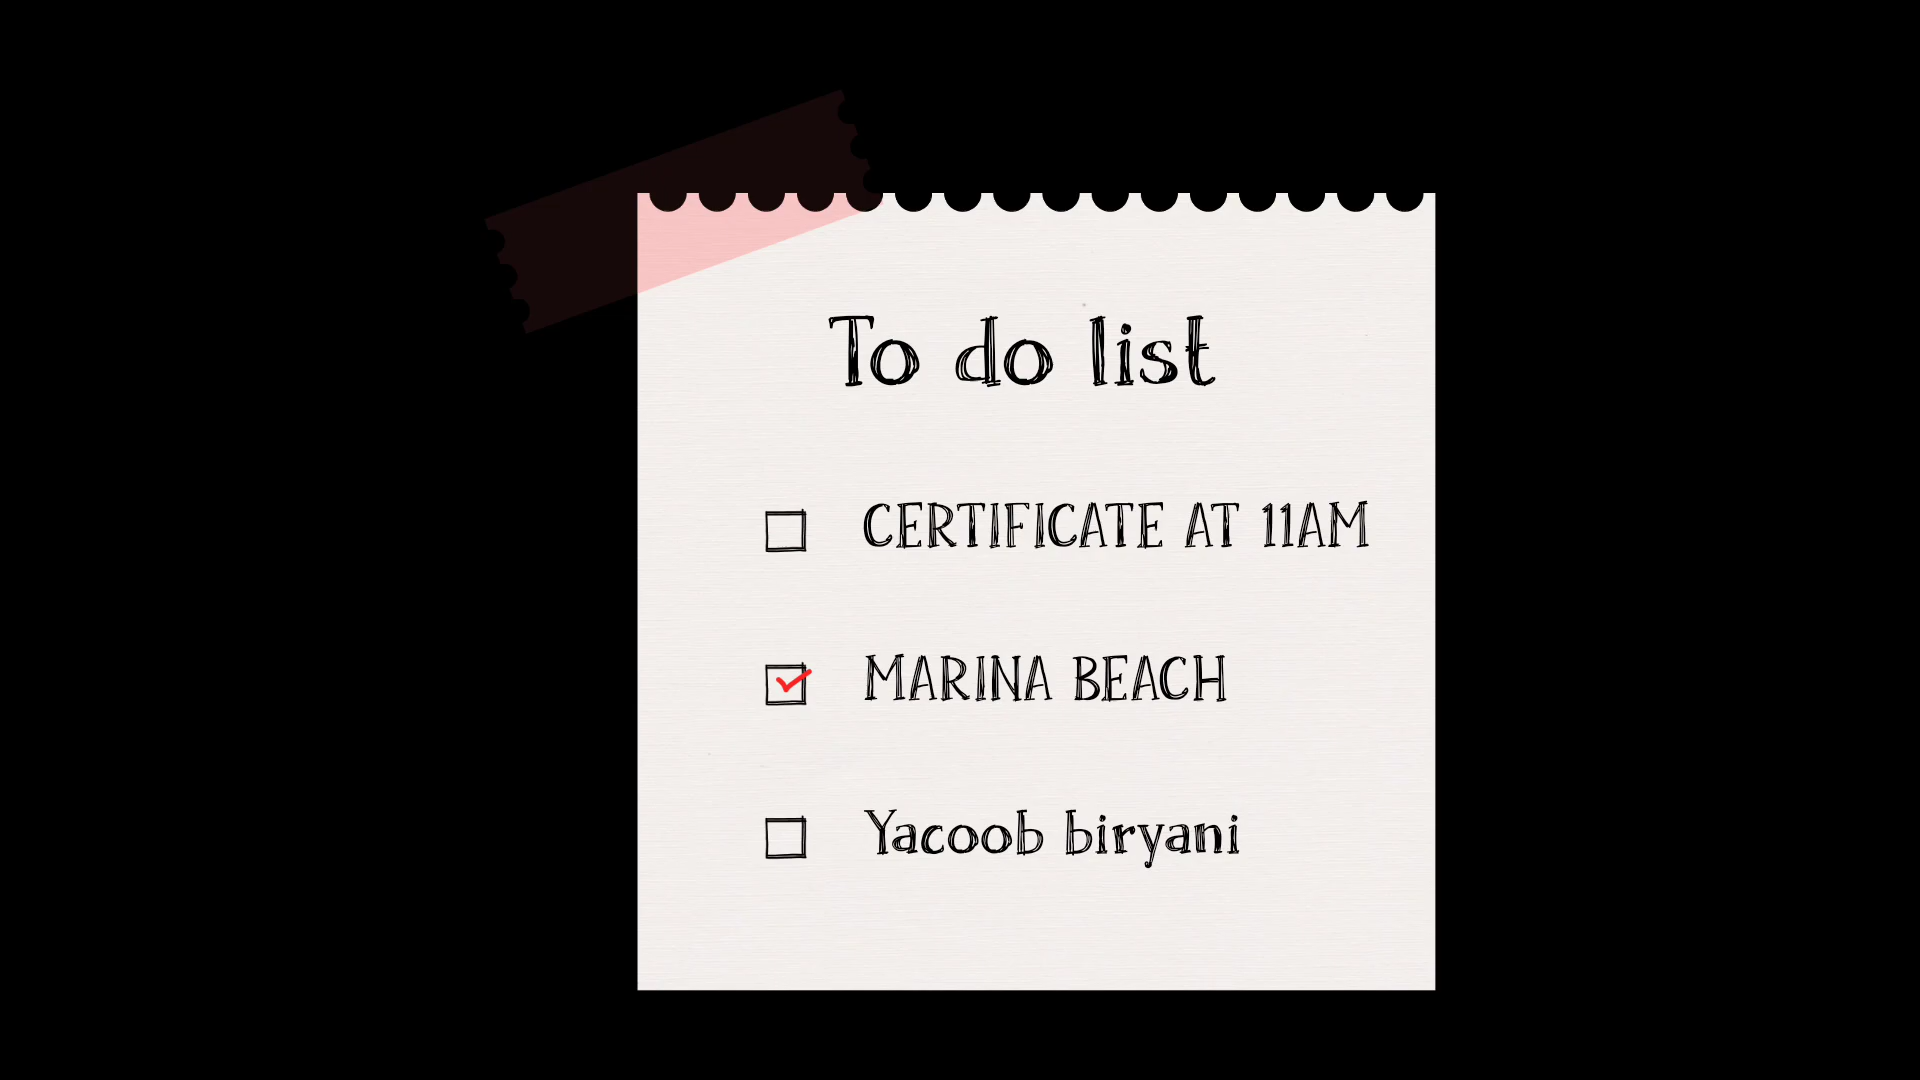 To do list
CERTIFICATE AT 11AM
MARINA BEACH
Yacoob biryani